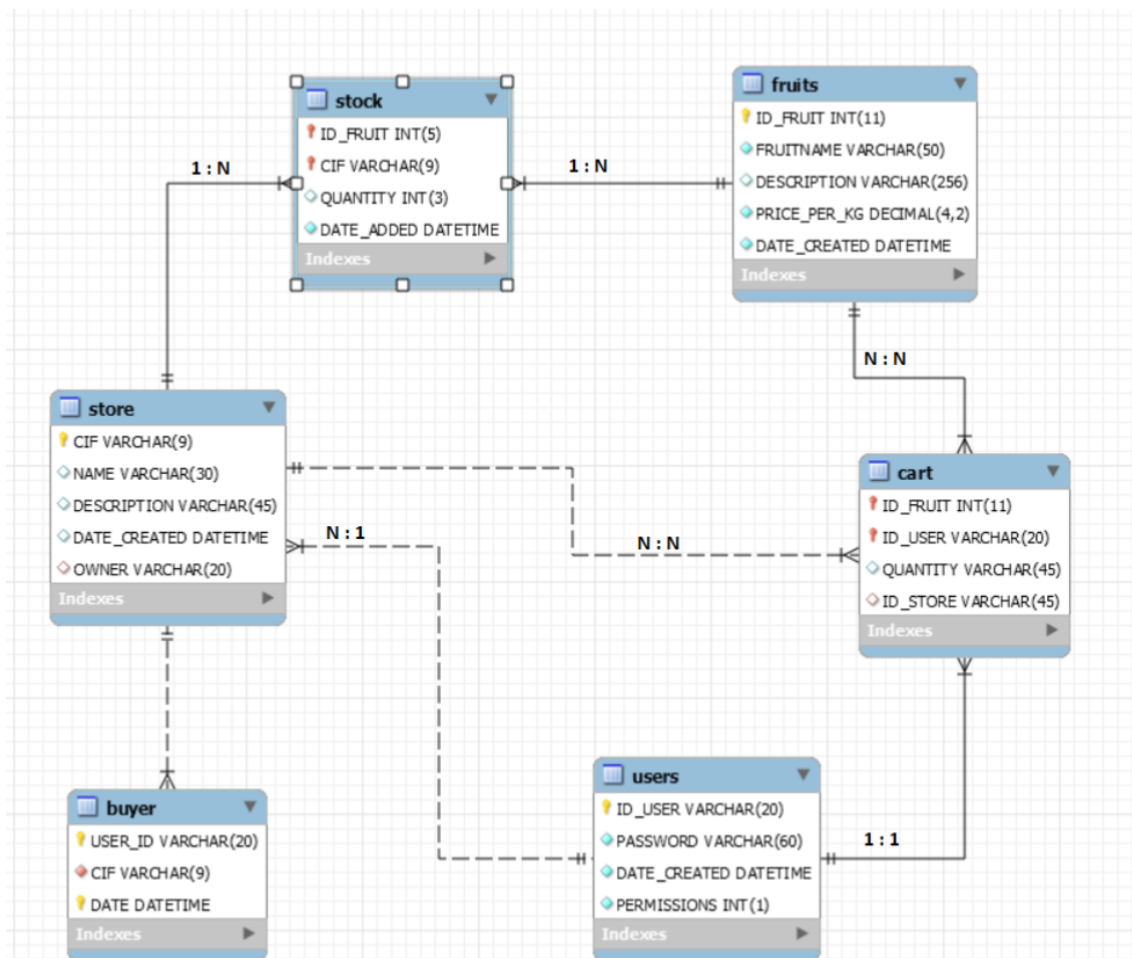 stock
ID_FRUIT INT(5)
CIF VARCHAR(9)
QUANTITY INT(3)
DATE_ADDED DATETIME
Indexes
fruits
ID_FRUIT INT(11)
FRUITNAME VARCHAR(50)
DESCRIPTION VARCHAR(256)
PRICE_PER_KG DECIMAL(4,2)
DATE_CREATED DATETIME
Indexes
1 : N
1 : N
N : N
store
CIF VARCHAR(9)
NAME VARCHAR(30)
DESCRIPTION VARCHAR(45)
DATE_CREATED DATETIME
OWNER VARCHAR(20)
Indexes
N : 1
N : N
cart
ID_FRUIT INT(11)
ID_USER VARCHAR(20)
QUANTITY VARCHAR(45)
ID_STORE VARCHAR(45)
Indexes
buyer
USER_ID VARCHAR(20)
CIF VARCHAR(9)
DATE DATETIME
Indexes
users
ID_USER VARCHAR(20)
PASSWORD VARCHAR(60)
DATE_CREATED DATETIME
PERMISSIONS INT(1)
Indexes
1 : 1